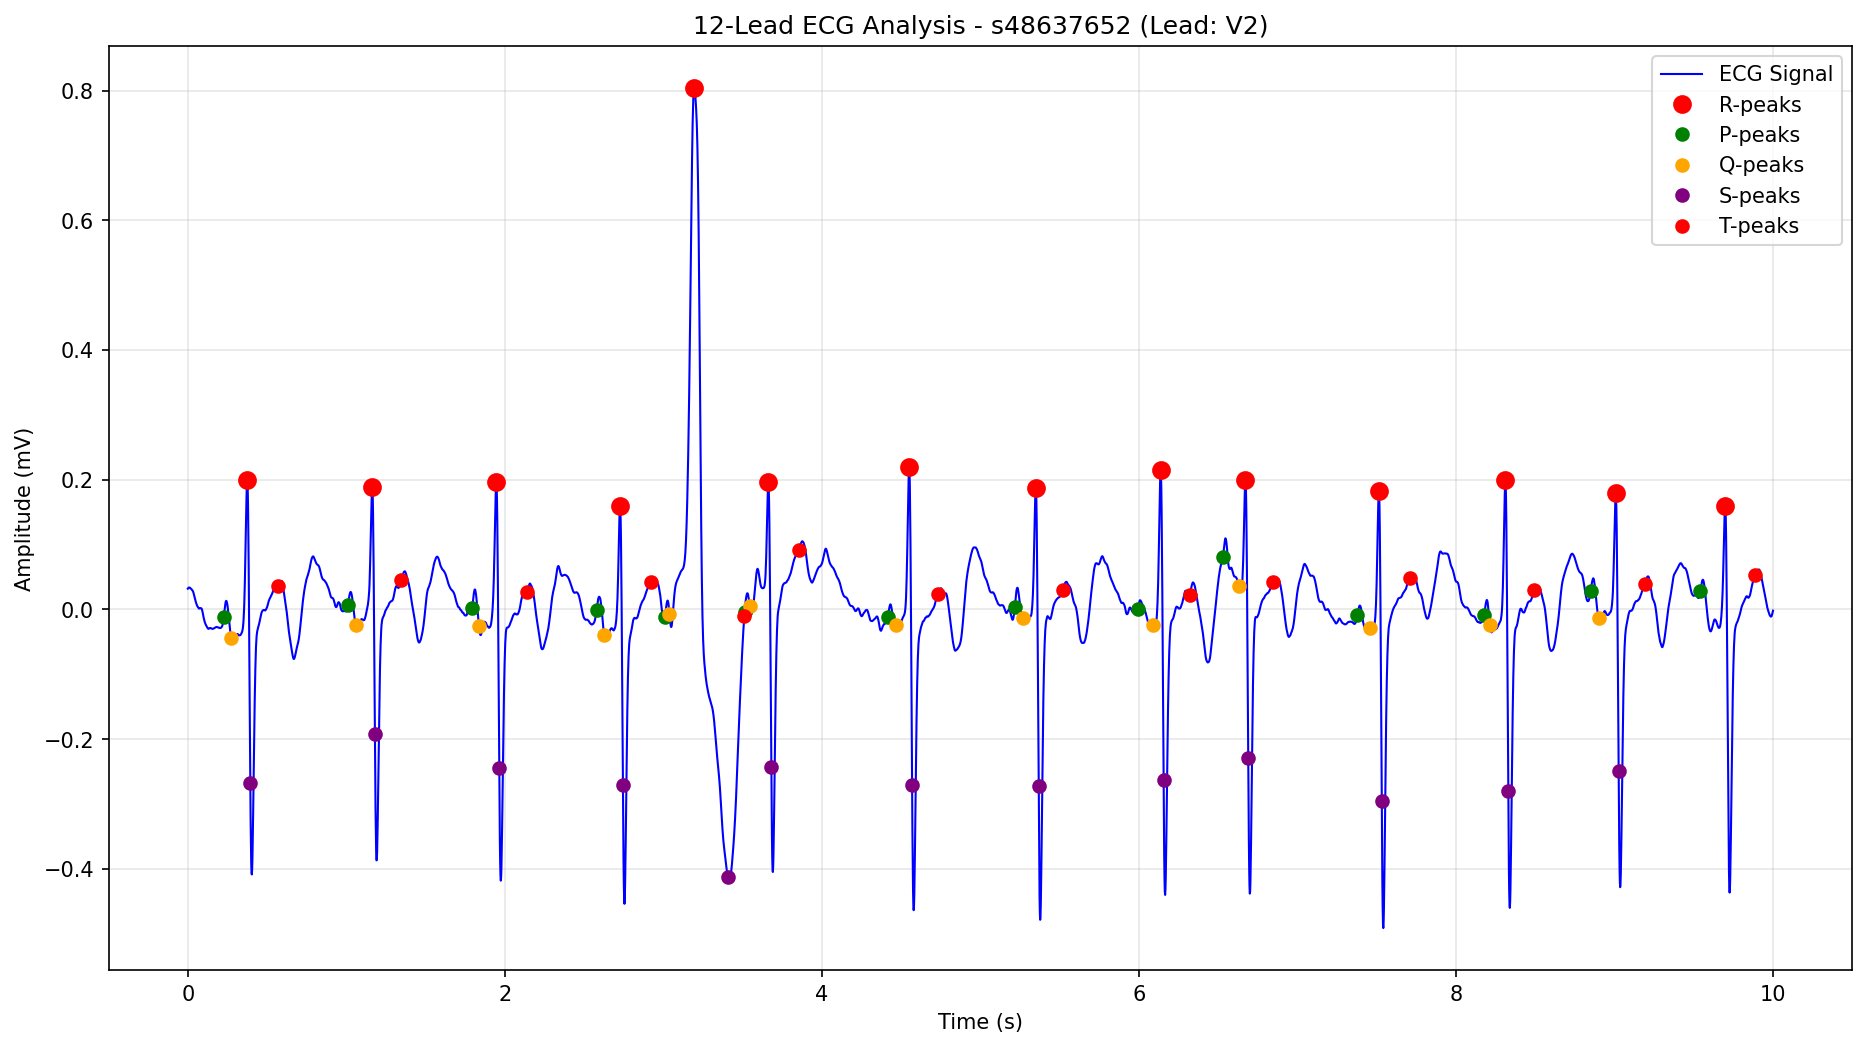 12-Lead ECG Analysis - s48637652 (Lead: V2)
ECG Signal
R-peaks
P-peaks
Q-peaks
S-peaks
T-peaks
Amplitude (mV)
0.8
0.6
0.4
0.2
0.0
−0.2
−0.4
0 2 4 6 8 10
Time (s)